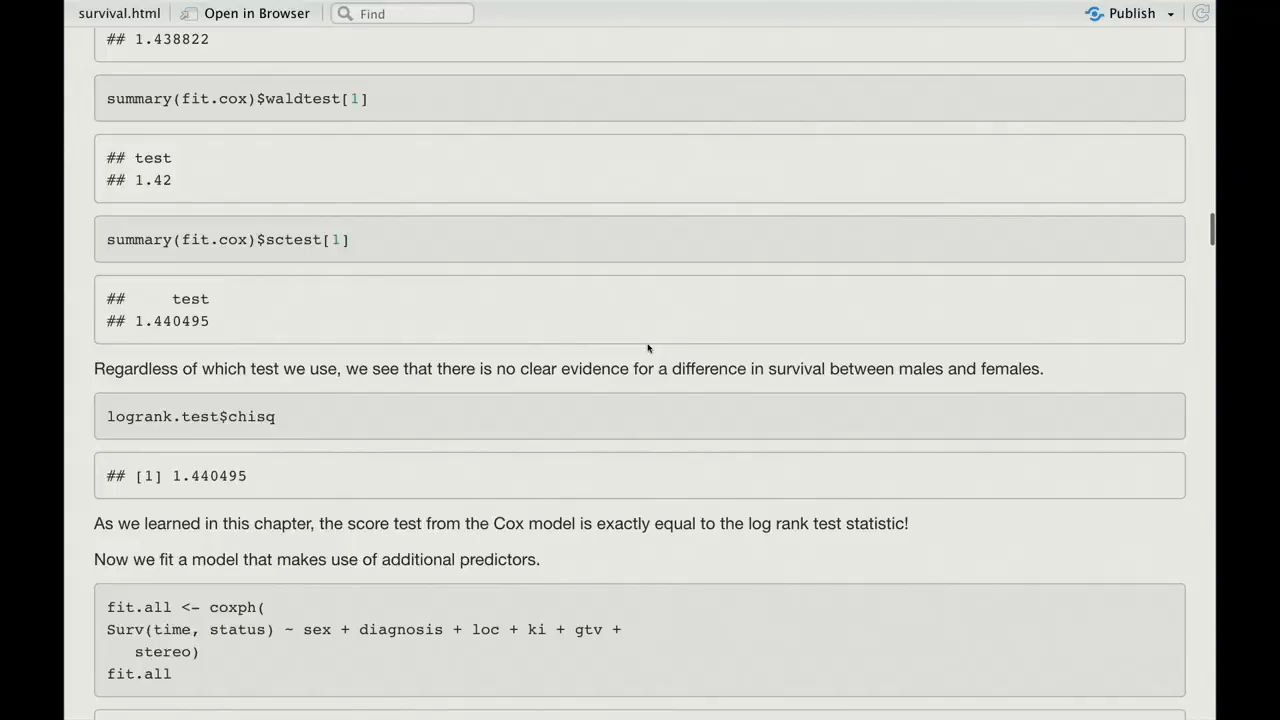 survival.html
Open in Browser
Find
Publish
## 1.438822
summary(fit.cox)$waldtest[1]
## test
## 1.42
summary(fit.cox)$sctest[1]
##     test
## 1.440495
Regardless of which test we use, we see that there is no clear evidence for a difference in survival between males and females.
logrank.test$chisq
## [1] 1.440495
As we learned in this chapter, the score test from the Cox model is exactly equal to the log rank test statistic!
Now we fit a model that makes use of additional predictors.
fit.all <- coxph(
Surv(time, status) ~ sex + diagnosis + loc + ki + gtv +
   stereo)
fit.all